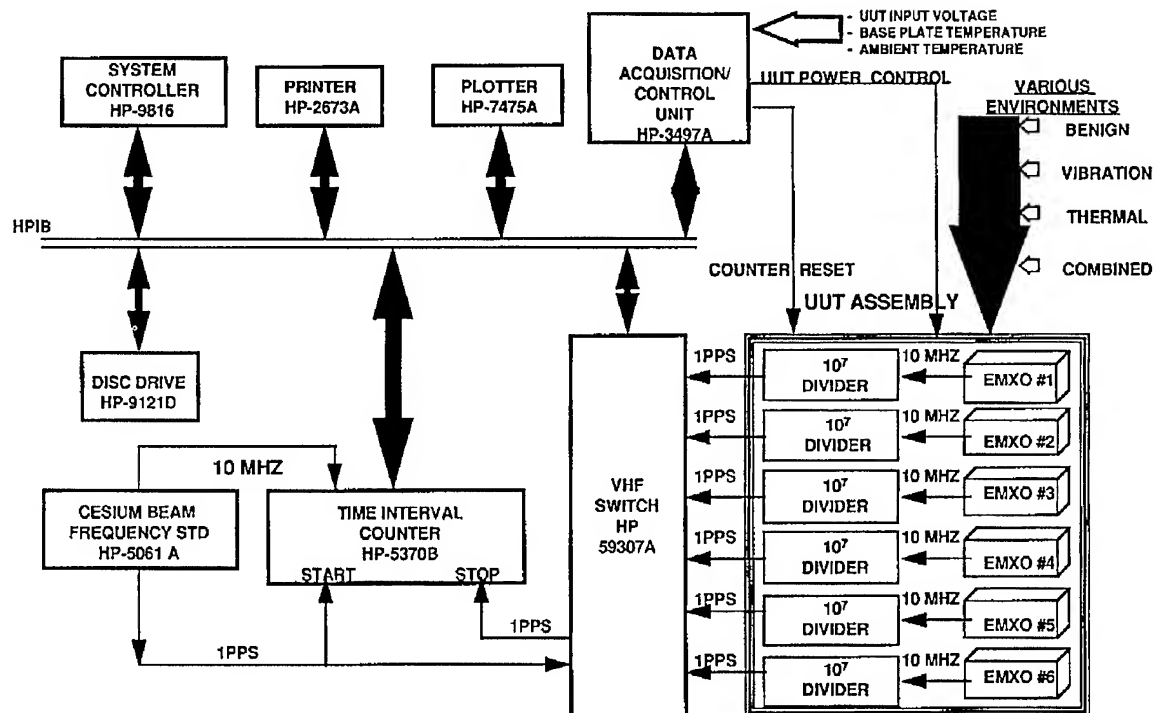 - UUT INPUT VOLTAGE
- BASE PLATE TEMPERATURE
- AMBIENT TEMPERATURE
SYSTEM
CONTROLLER
HP-9816
PRINTER
HP-2673A
PLOTTER
HP-7475A
DATA
ACQUISITION/
CONTROL
UNIT
HP-3497A
UUT POWER CONTROL
VARIOUS
ENVIRONMENTS
BENIGN
VIBRATION
THERMAL
COMBINED
HPIB
COUNTER RESET
UUT ASSEMBLY
DISC DRIVE
HP-9121D
10 MHZ
CESIUM BEAM
FREQUENCY STD
HP-5061 A
TIME INTERVAL
COUNTER
HP-5370B
START
STOP
1PPS
1PPS
VHF
SWITCH
HP
59307A
1PPS
10⁷
DIVIDER
10 MHZ
EMXO #1
1PPS
10⁷
DIVIDER
10 MHZ
EMXO #2
1PPS
10⁷
DIVIDER
10 MHZ
EMXO #3
1PPS
10⁷
DIVIDER
10 MHZ
EMXO #4
1PPS
10⁷
DIVIDER
10 MHZ
EMXO #5
1PPS
10⁷
DIVIDER
10 MHZ
EMXO #6